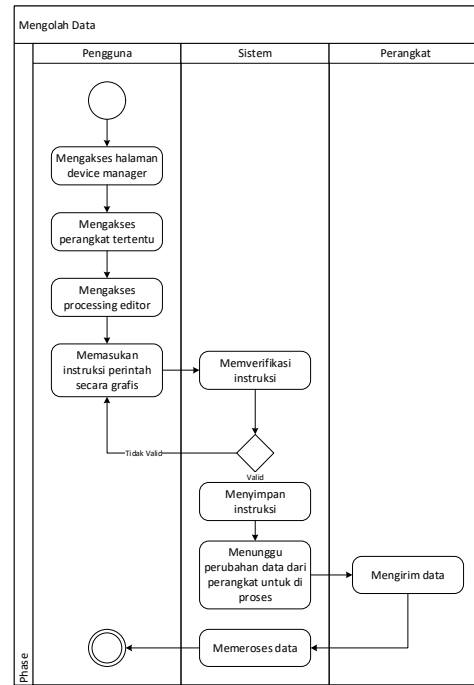 Mengolah Data
Pengguna
Sistem
Perangkat
Mengakses halaman
device manager
Mengakses
perangkat tertentu
Mengakses
processing editor
Memasukan
instruksi perintah
secara grafis
Memverifikasi
instruksi
Tidak Valid
Valid
Menyimpan
instruksi
Menunggu
perubahan data dari
perangkat untuk di
proses
Mengirim data
Memeroses data
Phase